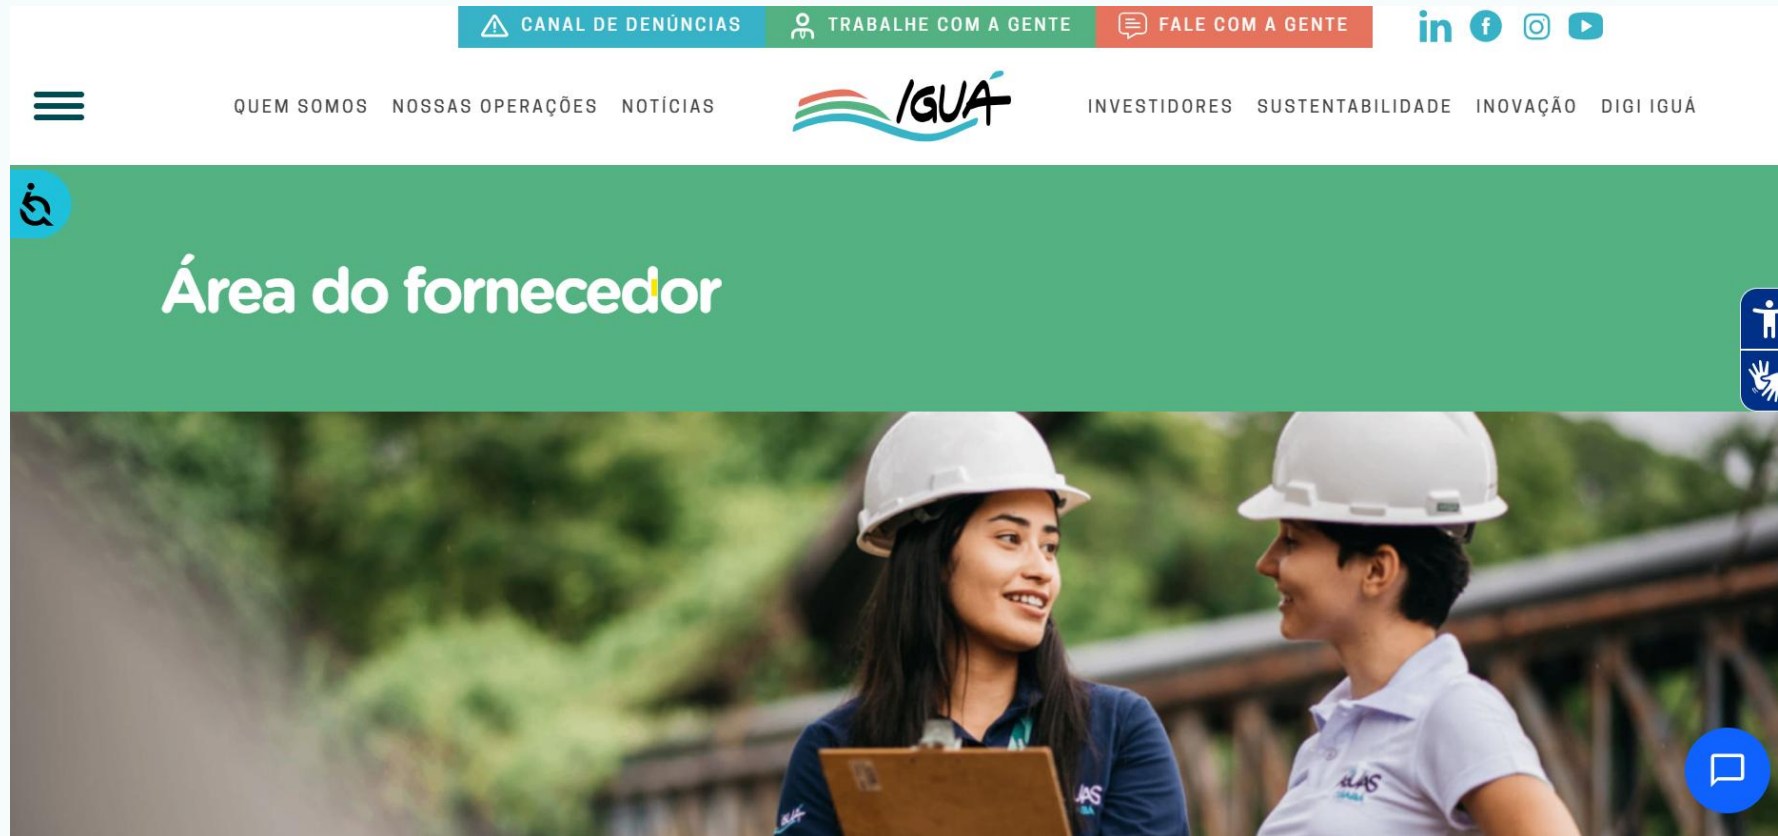 CANAL DE DENÚNCIAS TRABALHE COM A GENTE FALE COM A GENTE
QUEM SOMOS NOSSAS OPERAÇÕES NOTÍCIAS IGUÁ INVESTIDORES SUSTENTABILIDADE INOVAÇÃO DIGI IGUÁ
Área do fornecedor
IGUÁ